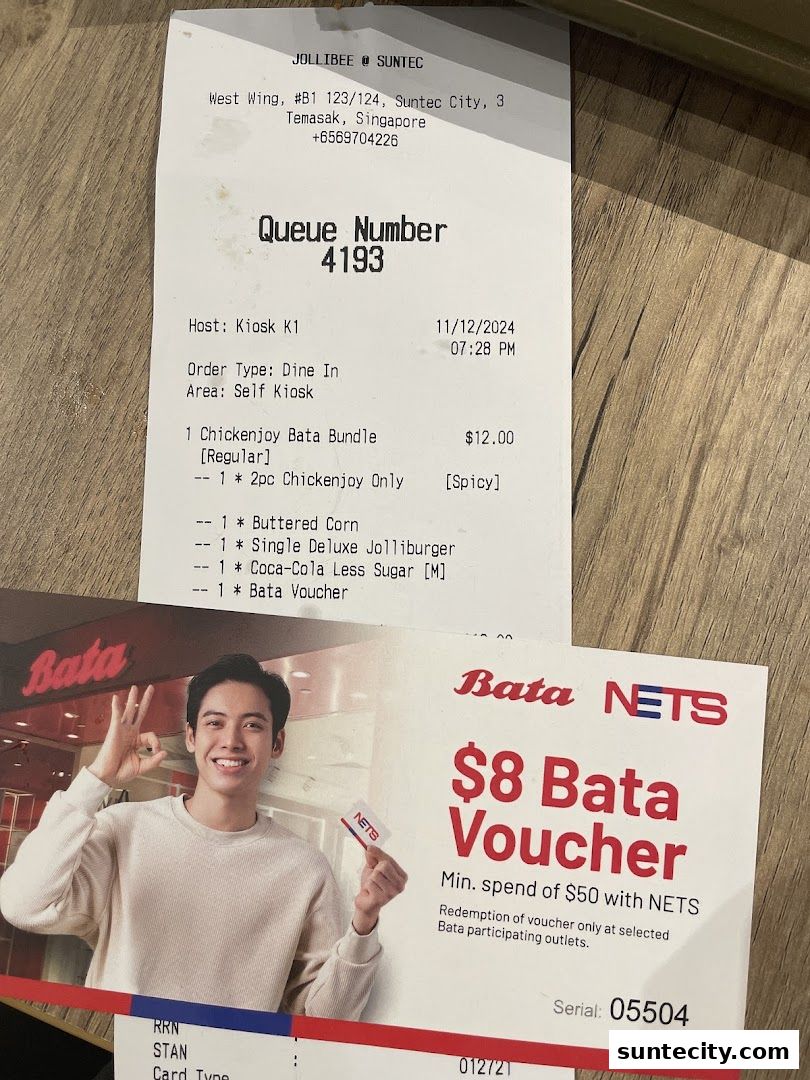 JOLLIBEE @ SUNTEC
West Wing, #B1 123/124, Suntec City, 3
Temasak, Singapore
+6569704226
Queue Number
4193
Host: Kiosk K1 11/12/2024
07:28 PM
Order Type: Dine In
Area: Self Kiosk
1 Chickenjoy Bata Bundle $12.00
[Regular]
-- 1 * 2pc Chickenjoy Only [Spicy]
-- 1 * Buttered Corn
-- 1 * Single Deluxe Jolliburger
-- 1 * Coca-Cola Less Sugar [M]
-- 1 * Bata Voucher
Bata
Bata NETS
$8 Bata
Voucher
NETS
Min. spend of $50 with NETS
Redemption of voucher only at selected
Bata participating outlets.
Serial: 05504
RRN :
STAN : 012721
Card Type
suntecity.com